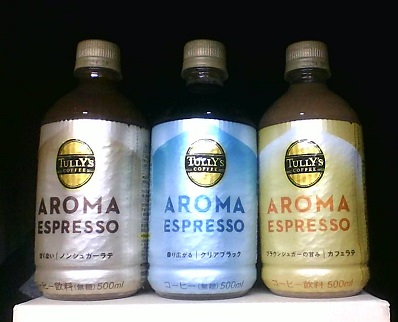 TULLY'S
COFFEE
AROMA
ESPRESSO
ノンシュガーラテ
コーヒー飲料 500ml
TULLY'S
COFFEE
AROMA
ESPRESSO
香り広がる / クリアブラック
コーヒー 500ml
TULLY'S
COFFEE
AROMA
ESPRESSO
ブラウンシュガーの甘み / カフェラテ
コーヒー飲料 500ml